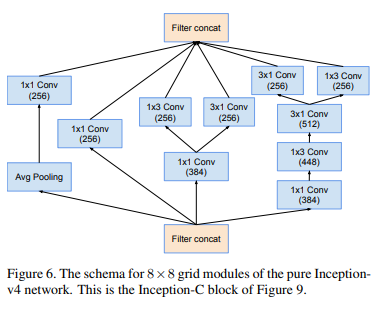 Filter concat
3x1 Conv
(256)
1x3 Conv
(256)
1x1 Conv
(256)
1x3 Conv
(256)
3x1 Conv
(256)
3x1 Conv
(512)
1x1 Conv
(256)
1x3 Conv
(448)
1x1 Conv
(384)
Avg Pooling
1x1 Conv
(384)
Filter concat
Figure 6. The schema for 8 × 8 grid modules of the pure Inception-
v4 network. This is the Inception-C block of Figure 9.